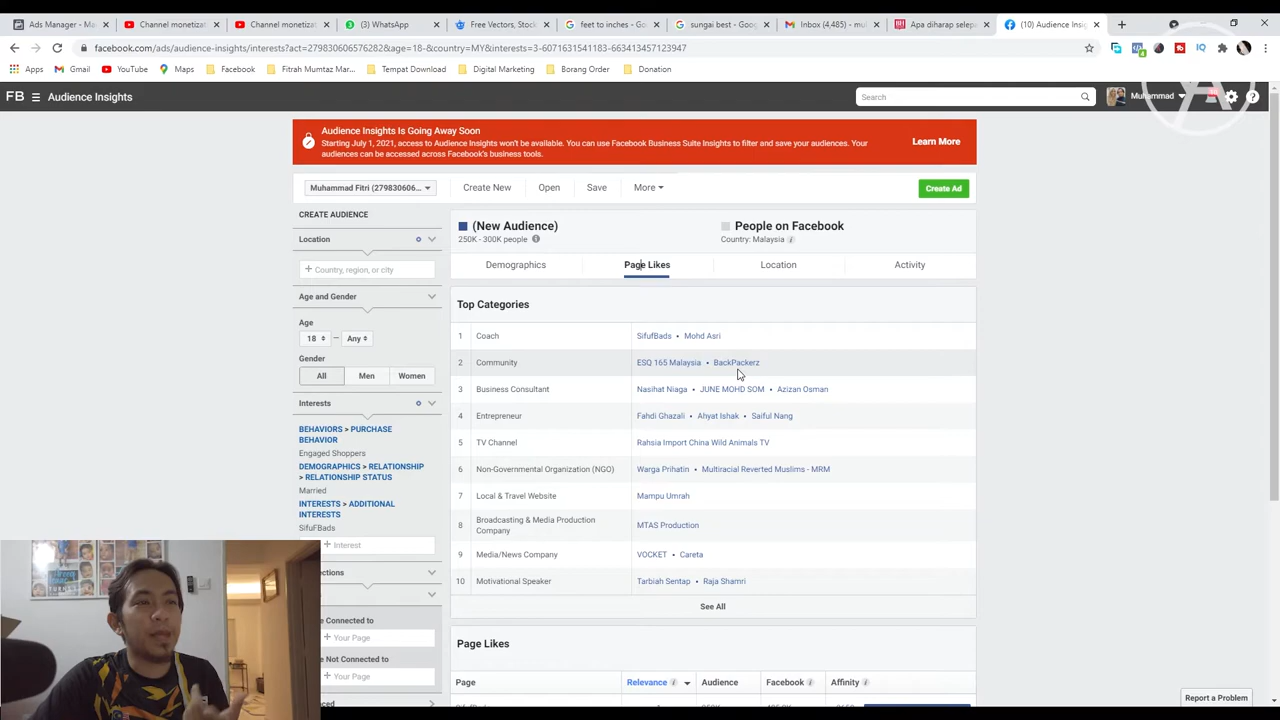 Ads Manager - Ma
Channel monetizat
Channel monetizat
(3) WhatsApp
Free Vectors, Stock
feet to inches - Goo
sungai best - Goog
Inbox (4,485) - mul
Apa diharap selepa
(10) Audience Insig
facebook.com/ads/audience-insights/interests?act=279830606576282&age=18-&country=MY&interests=3-6071631541183-663413457123947
Apps
Gmail
YouTube
Maps
Facebook
Fitrah Mumtaz Mar...
Tempat Download
Digital Marketing
Borang Order
Donation
FB
Audience Insights
Search
Muhammad
Audience Insights Is Going Away Soon
Starting July 1, 2021, access to Audience Insights won't be available. You can use Facebook Business Suite Insights to filter and save your audiences. Your
audiences can be accessed across Facebook's business tools.
Learn More
Muhammad Fitri (279830606...
Create New
Open
Save
More
Create Ad
CREATE AUDIENCE
Location
Country, region, or city
Age and Gender
Age
18 — Any
Gender
All
Men
Women
Interests
BEHAVIORS > PURCHASE
BEHAVIOR
Engaged Shoppers
DEMOGRAPHICS > RELATIONSHIP
> RELATIONSHIP STATUS
Married
INTERESTS > ADDITIONAL
INTERESTS
SifuFBads
Interest
Your Page
Your Page
(New Audience)
250K - 300K people
People on Facebook
Country: Malaysia
Demographics
Page Likes
Location
Activity
Top Categories
1 Coach SifufBads • Mohd Asri
2 Community ESQ 165 Malaysia • BackPackerz
3 Business Consultant Nasihat Niaga • JUNE MOHD SOM • Azizan Osman
4 Entrepreneur Fahdi Ghazali • Ahyat Ishak • Saiful Nang
5 TV Channel Rahsia Import China Wild Animals TV
6 Non-Governmental Organization (NGO) Warga Prihatin • Multiracial Reverted Muslims - MRM
7 Local & Travel Website Mampu Umrah
8 Broadcasting & Media Production
Company MTAS Production
9 Media/News Company VOCKET • Careta
10 Motivational Speaker Tarbiah Sentap • Raja Shamri
See All
Page Likes
Page Relevance Audience Facebook Affinity
Report a Problem